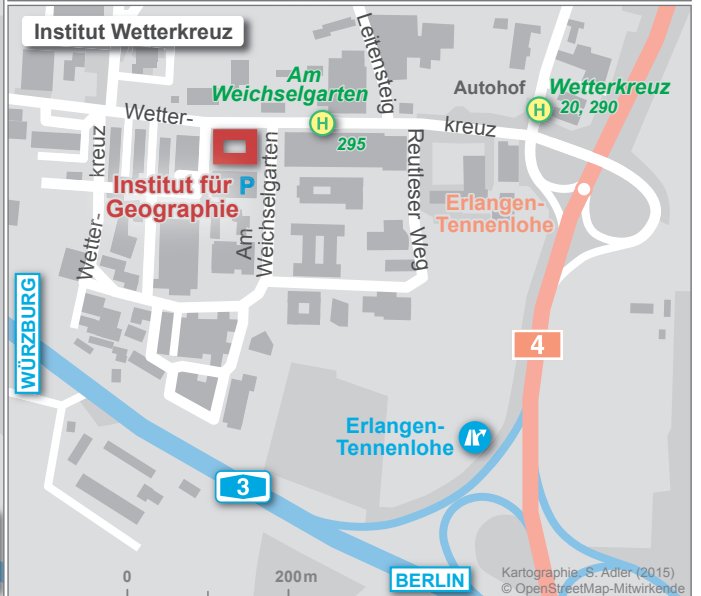 Institut Wetterkreuz
Leitensteig
Am
Weichselgarten
H
295
Autohof
Wetterkreuz
20, 290
H
Wetter-
kreuz
Wetter-
kreuz
Institut für
Geographie
P
Am
Weichselgarten
Reutleser Weg
Erlangen-
Tennenlohe
WÜRZBURG
4
Erlangen-
Tennenlohe
3
BERLIN
0
200 m
Kartographie: S. Adler (2015)
© OpenStreetMap-Mitwirkende